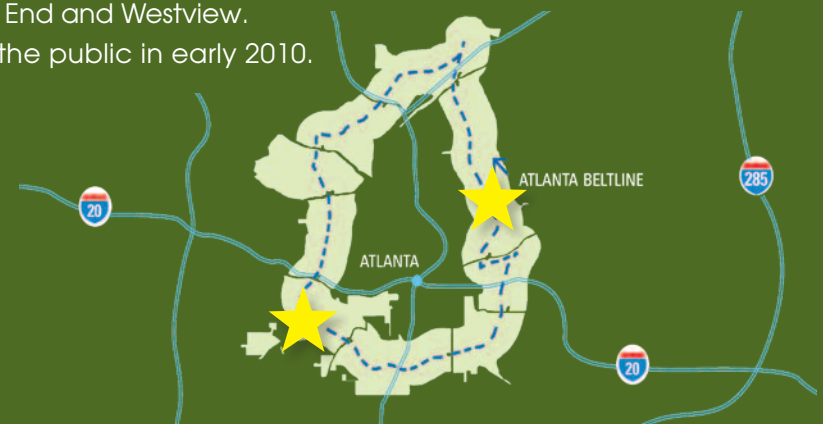 End and Westview.
the public in early 2010.
ATLANTA BELTLINE
285
20
ATLANTA
20